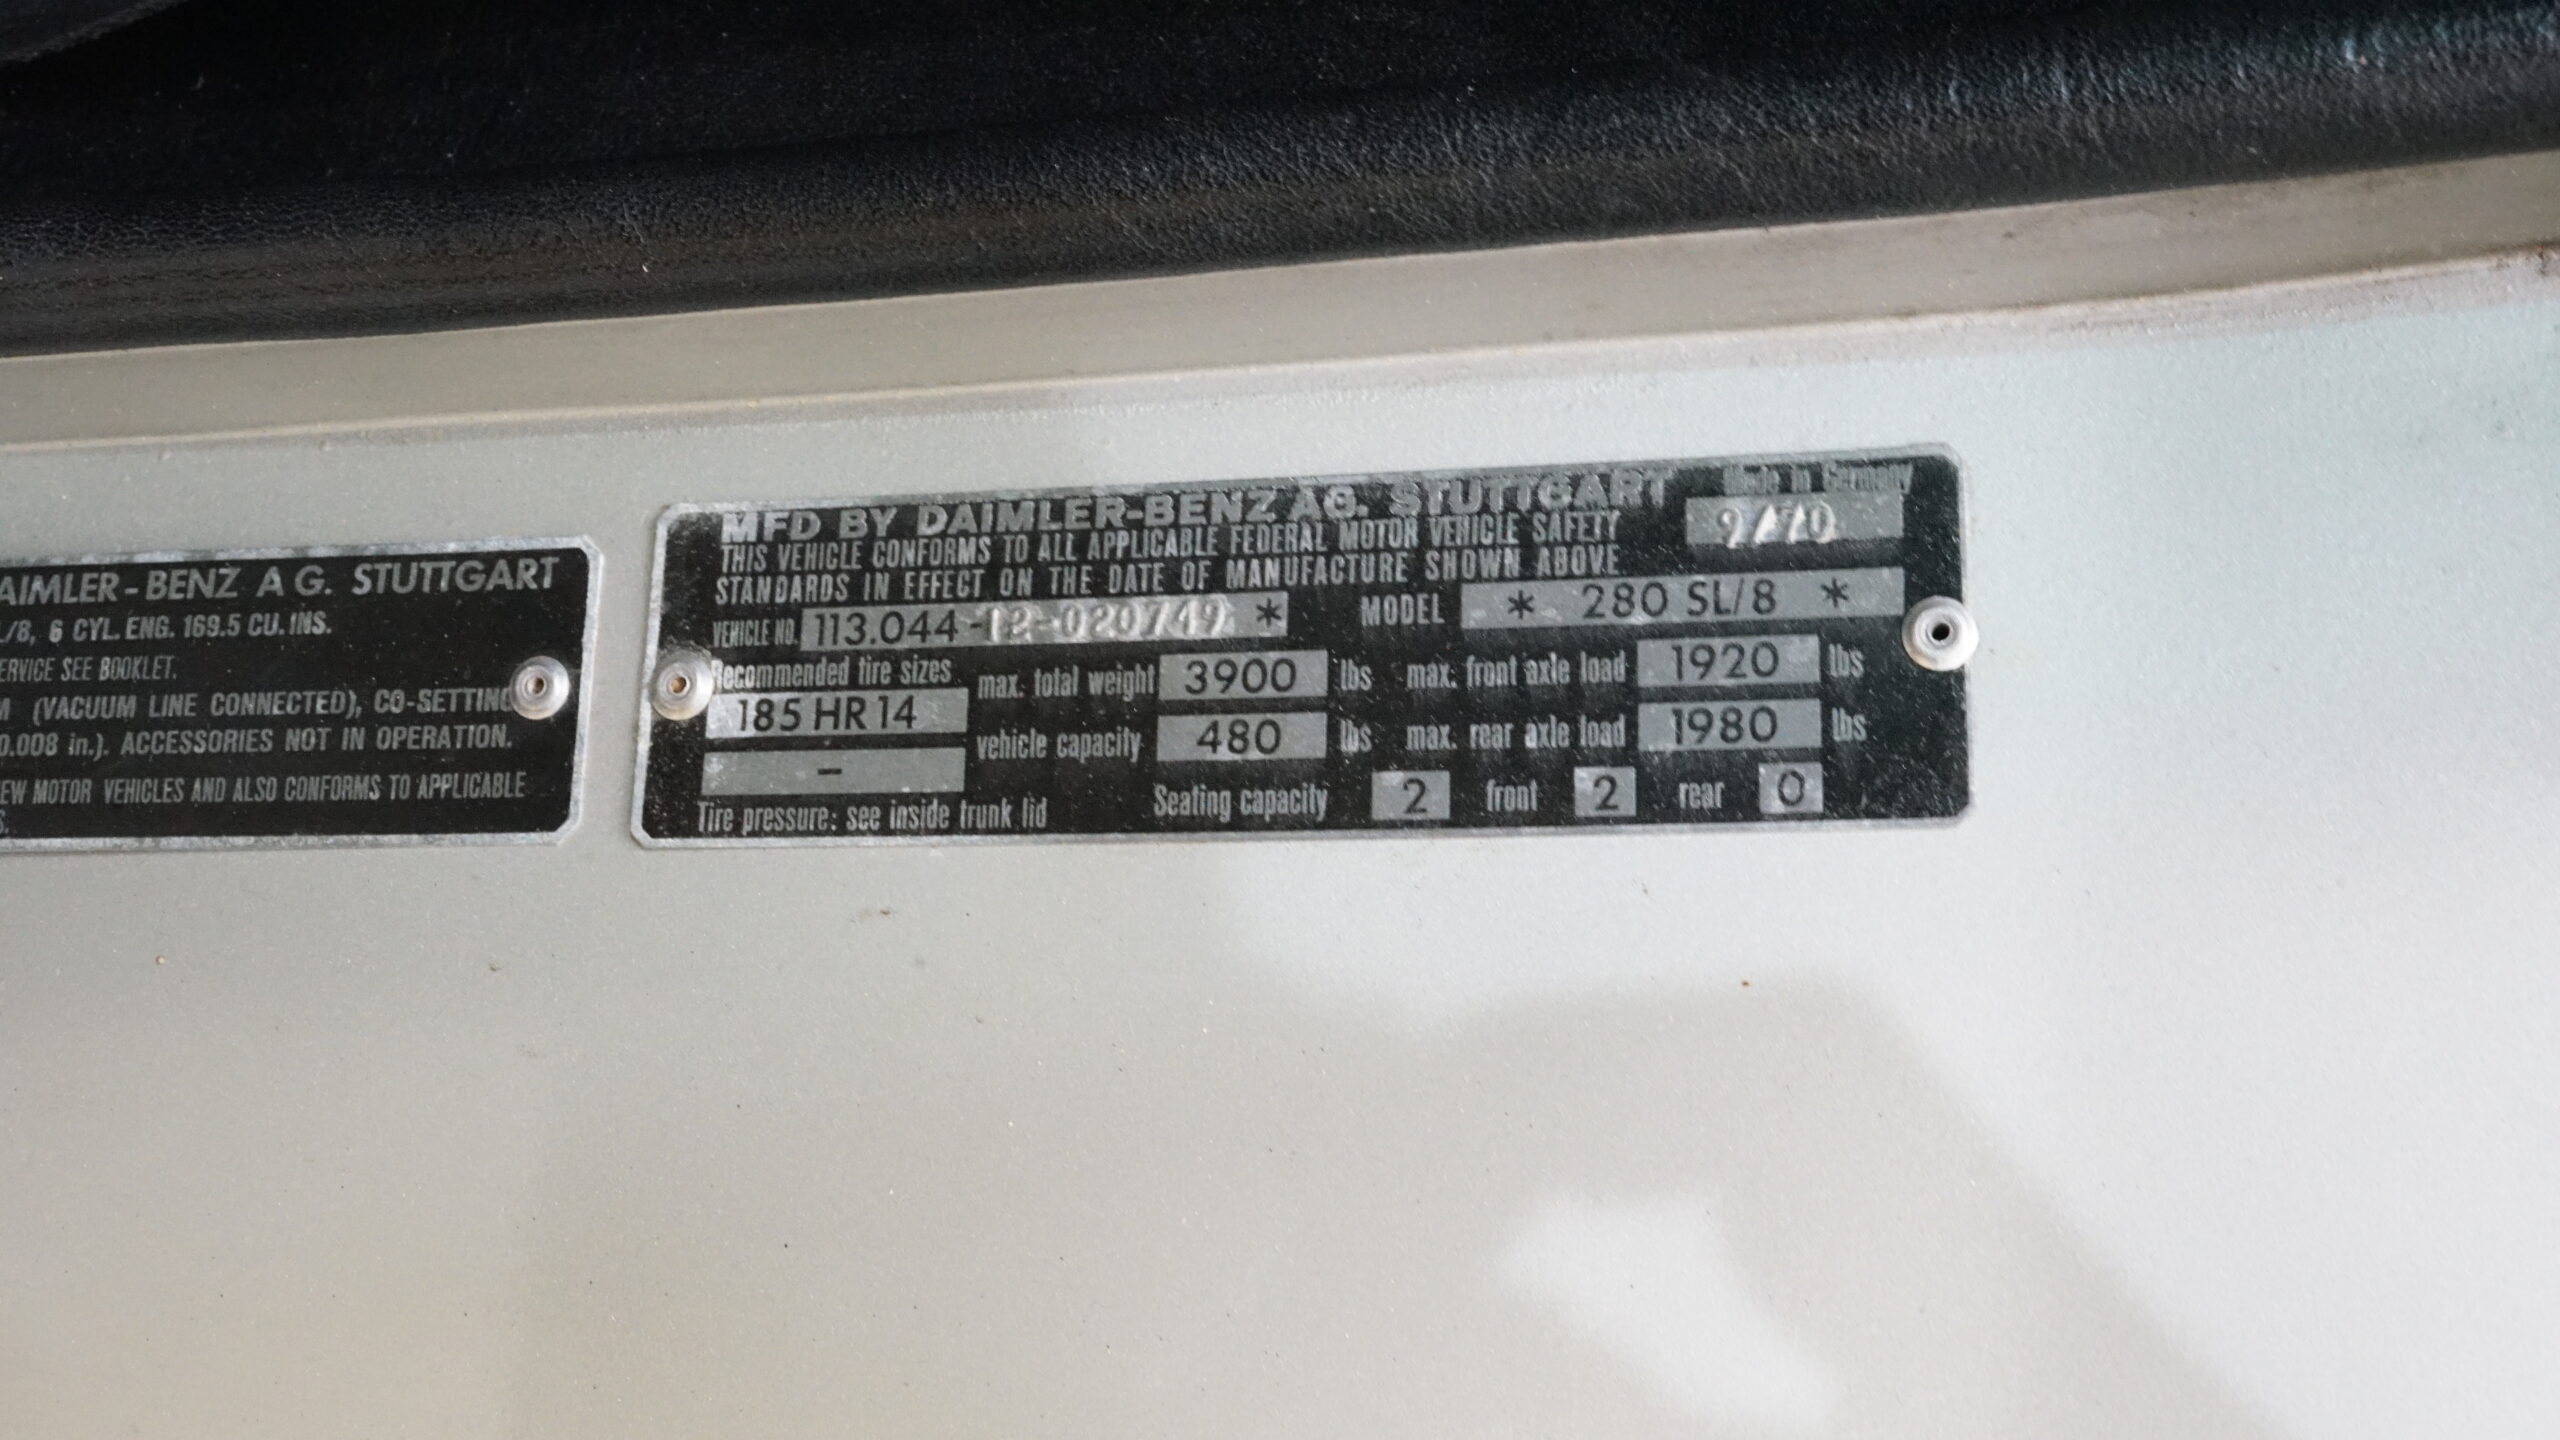 AIMLER-BENZ AG. STUTTGART
L/8, 6 CYL. ENG. 169.5 CU. INS.
ERVICE SEE BOOKLET.
M (VACUUM LINE CONNECTED), CO-SETTING
0.008 in.). ACCESSORIES NOT IN OPERATION.
EW MOTOR VEHICLES AND ALSO CONFORMS TO APPLICABLE
S.
MFD BY DAIMLER-BENZ AG. STUTTGART Made in Germany
THIS VEHICLE CONFORMS TO ALL APPLICABLE FEDERAL MOTOR VEHICLE SAFETY 9/70
STANDARDS IN EFFECT ON THE DATE OF MANUFACTURE SHOWN ABOVE
VEHICLE NO. 113.044-12-020749 * MODEL * 280 SL/8 *
Recommended tire sizes max. total weight 3900 lbs max. front axle load 1920 lbs
185 HR 14 vehicle capacity 480 lbs max. rear axle load 1980 lbs
-
Tire pressure: see inside trunk lid Seating capacity 2 front 2 rear 0